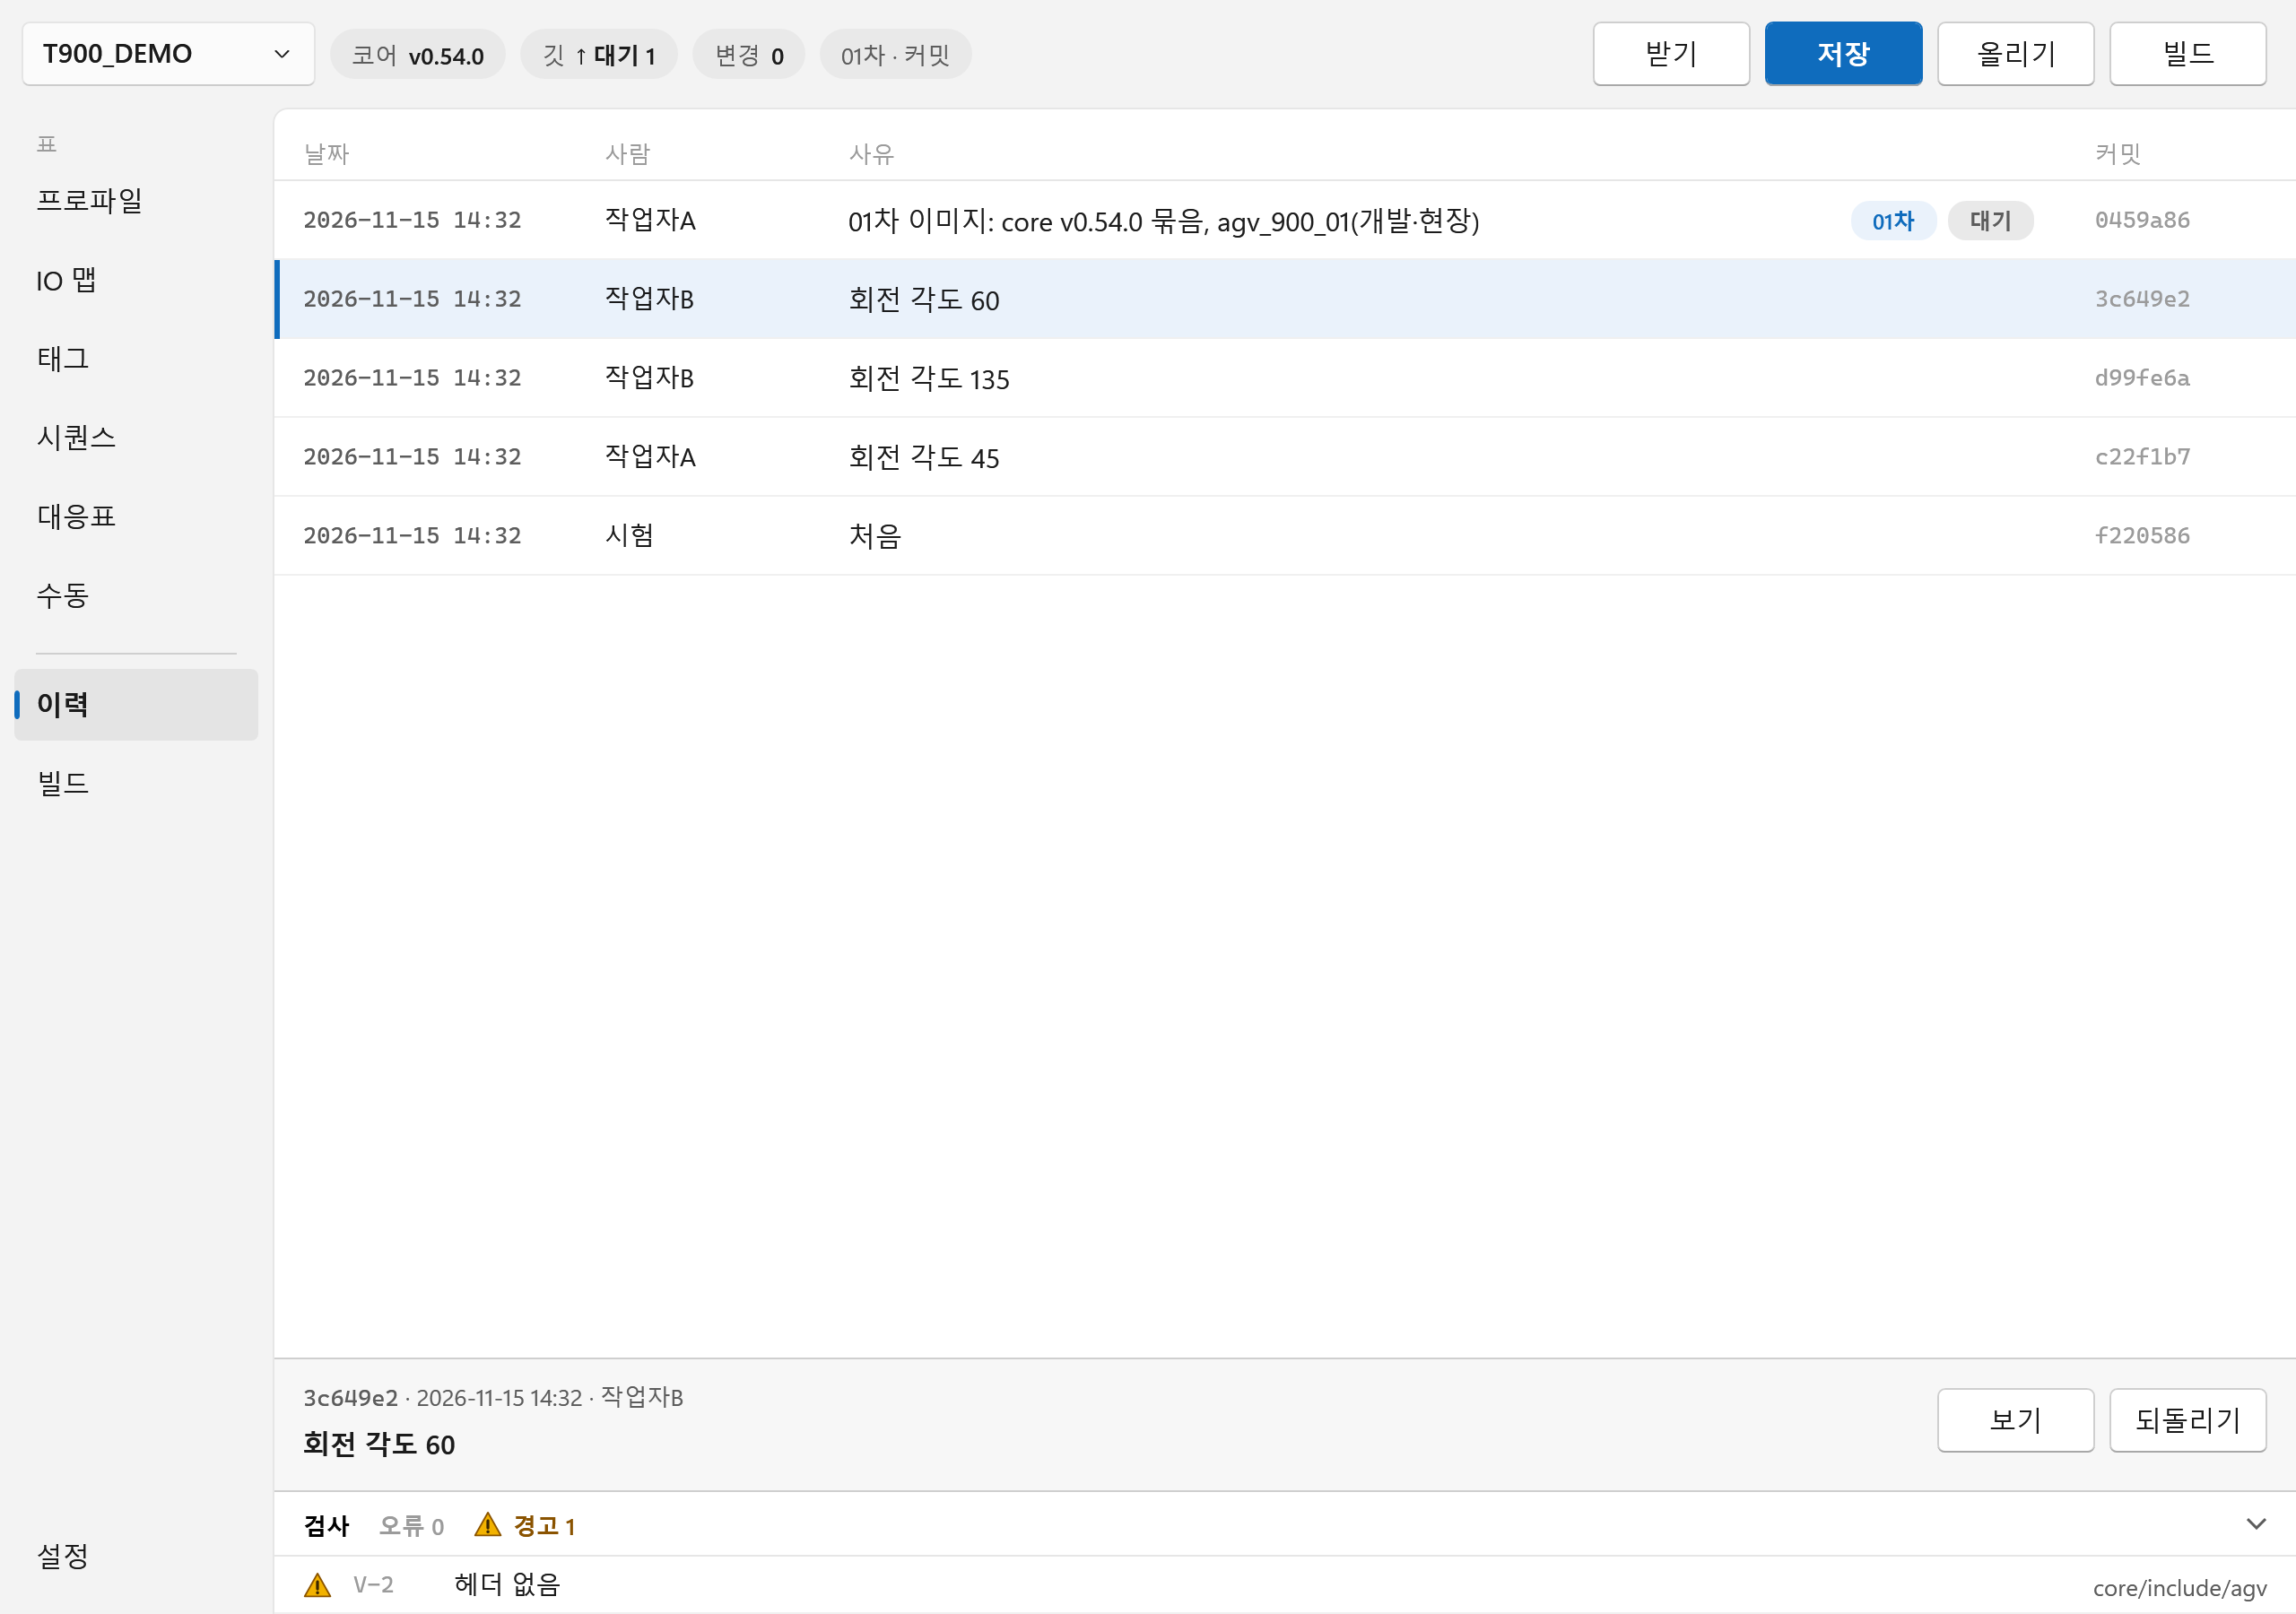 T900_DEMO 코어 v0.54.0 깃 ↑ 대기 1 변경 0 01차 · 커밋 받기 저장 올리기 빌드
표
프로파일
IO 맵
태그
시퀀스
대응표
수동
이력
빌드
설정
날짜 사람 사유 커밋
2026-11-15 14:32 작업자A 01차 이미지: core v0.54.0 묶음, agv_900_01(개발·현장) 01차 대기 0459a86
2026-11-15 14:32 작업자B 회전 각도 60 3c649e2
2026-11-15 14:32 작업자B 회전 각도 135 d99fe6a
2026-11-15 14:32 작업자A 회전 각도 45 c22f1b7
2026-11-15 14:32 시험 처음 f220586
3c649e2 · 2026-11-15 14:32 · 작업자B
회전 각도 60
보기 되돌리기
검사 오류 0 경고 1
V-2 헤더 없음 core/include/agv